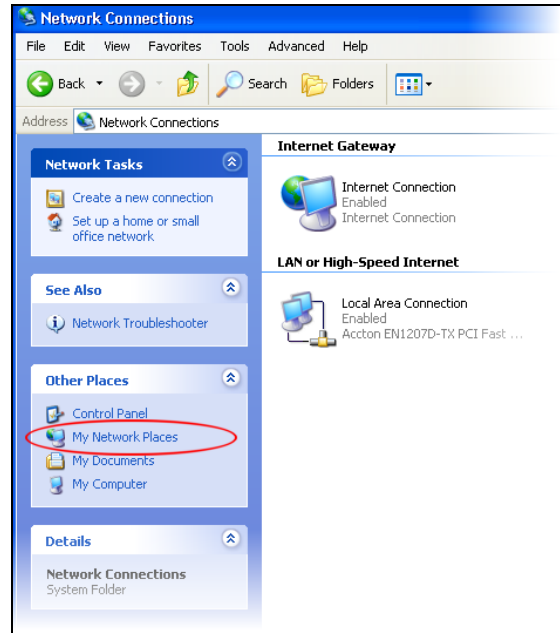 Network Connections
File Edit View Favorites Tools Advanced Help
Back Search Folders
Address Network Connections
Network Tasks
Create a new connection
Set up a home or small
office network
See Also
Network Troubleshooter
Other Places
Control Panel
My Network Places
My Documents
My Computer
Details
Network Connections
System Folder
Internet Gateway
Internet Connection
Enabled
Internet Connection
LAN or High-Speed Internet
Local Area Connection
Enabled
Accton EN1207D-TX PCI Fast ...